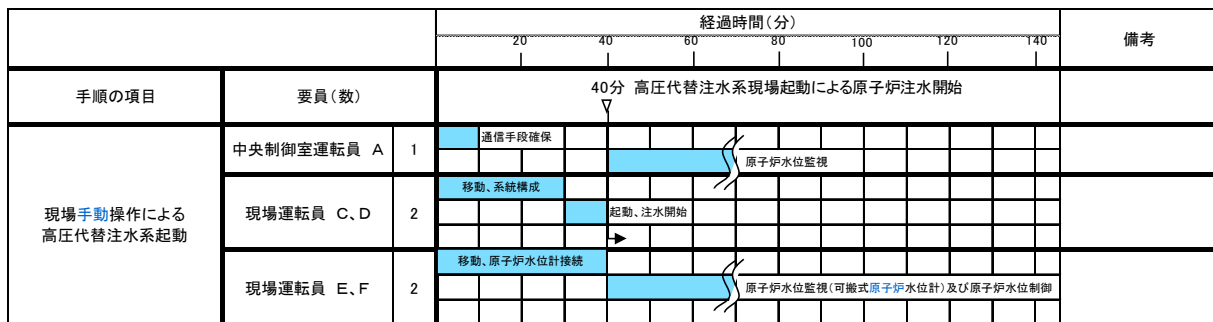 経過時間(分)
備考
20 40 60 80 100 120 140
手順の項目
要員(数)
40分 高圧代替注水系現場起動による原子炉注水開始
現場手動操作による
高圧代替注水系起動
中央制御室運転員 A
1
通信手段確保
原子炉水位監視
現場運転員 C、D
2
移動、系統構成
起動、注水開始
現場運転員 E、F
2
移動、原子炉水位計接続
原子炉水位監視(可搬式原子炉水位計)及び原子炉水位制御